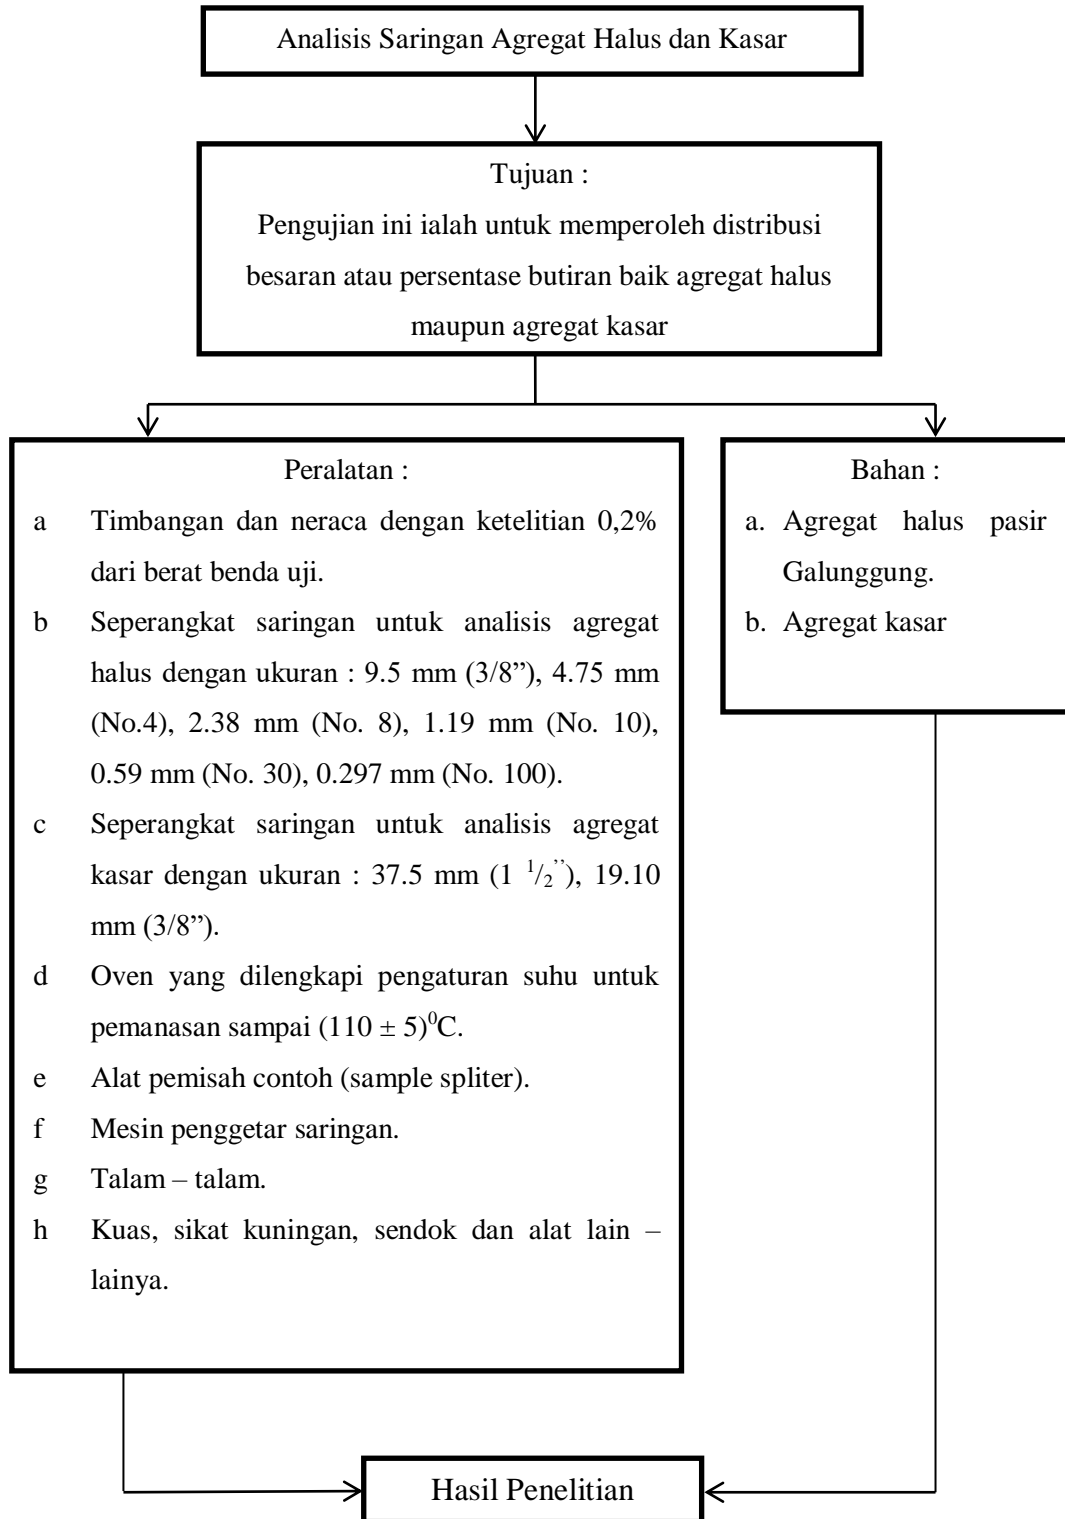 Analisis Saringan Agregat Halus dan Kasar
Tujuan :
Pengujian ini ialah untuk memperoleh distribusi
besaran atau persentase butiran baik agregat halus
maupun agregat kasar
Peralatan :
a Timbangan dan neraca dengan ketelitian 0,2%
dari berat benda uji.
b Seperangkat saringan untuk analisis agregat
halus dengan ukuran : 9.5 mm (3/8”), 4.75 mm
(No.4), 2.38 mm (No. 8), 1.19 mm (No. 10),
0.59 mm (No. 30), 0.297 mm (No. 100).
c Seperangkat saringan untuk analisis agregat
kasar dengan ukuran : 37.5 mm (1 ¹/₂’’), 19.10
mm (3/8”).
d Oven yang dilengkapi pengaturan suhu untuk
pemanasan sampai (110 ± 5)⁰C.
e Alat pemisah contoh (sample spliter).
f Mesin penggetar saringan.
g Talam – talam.
h Kuas, sikat kuningan, sendok dan alat lain –
lainya.
Bahan :
a. Agregat halus pasir
Galunggung.
b. Agregat kasar
Hasil Penelitian